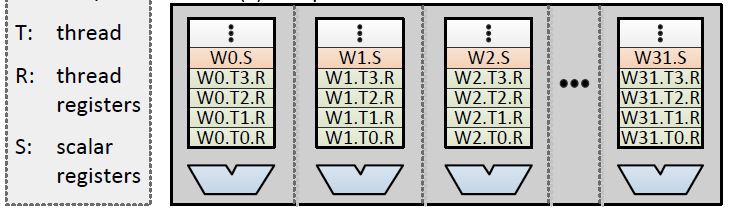 T: thread
R: thread
registers
S: scalar
registers
W0.S W1.S W2.S W31.S
W0.T3.R W1.T3.R W2.T3.R W31.T3.R
W0.T2.R W1.T2.R W2.T2.R W31.T2.R
W0.T1.R W1.T1.R W2.T1.R W31.T1.R
W0.T0.R W1.T0.R W2.T0.R W31.T0.R